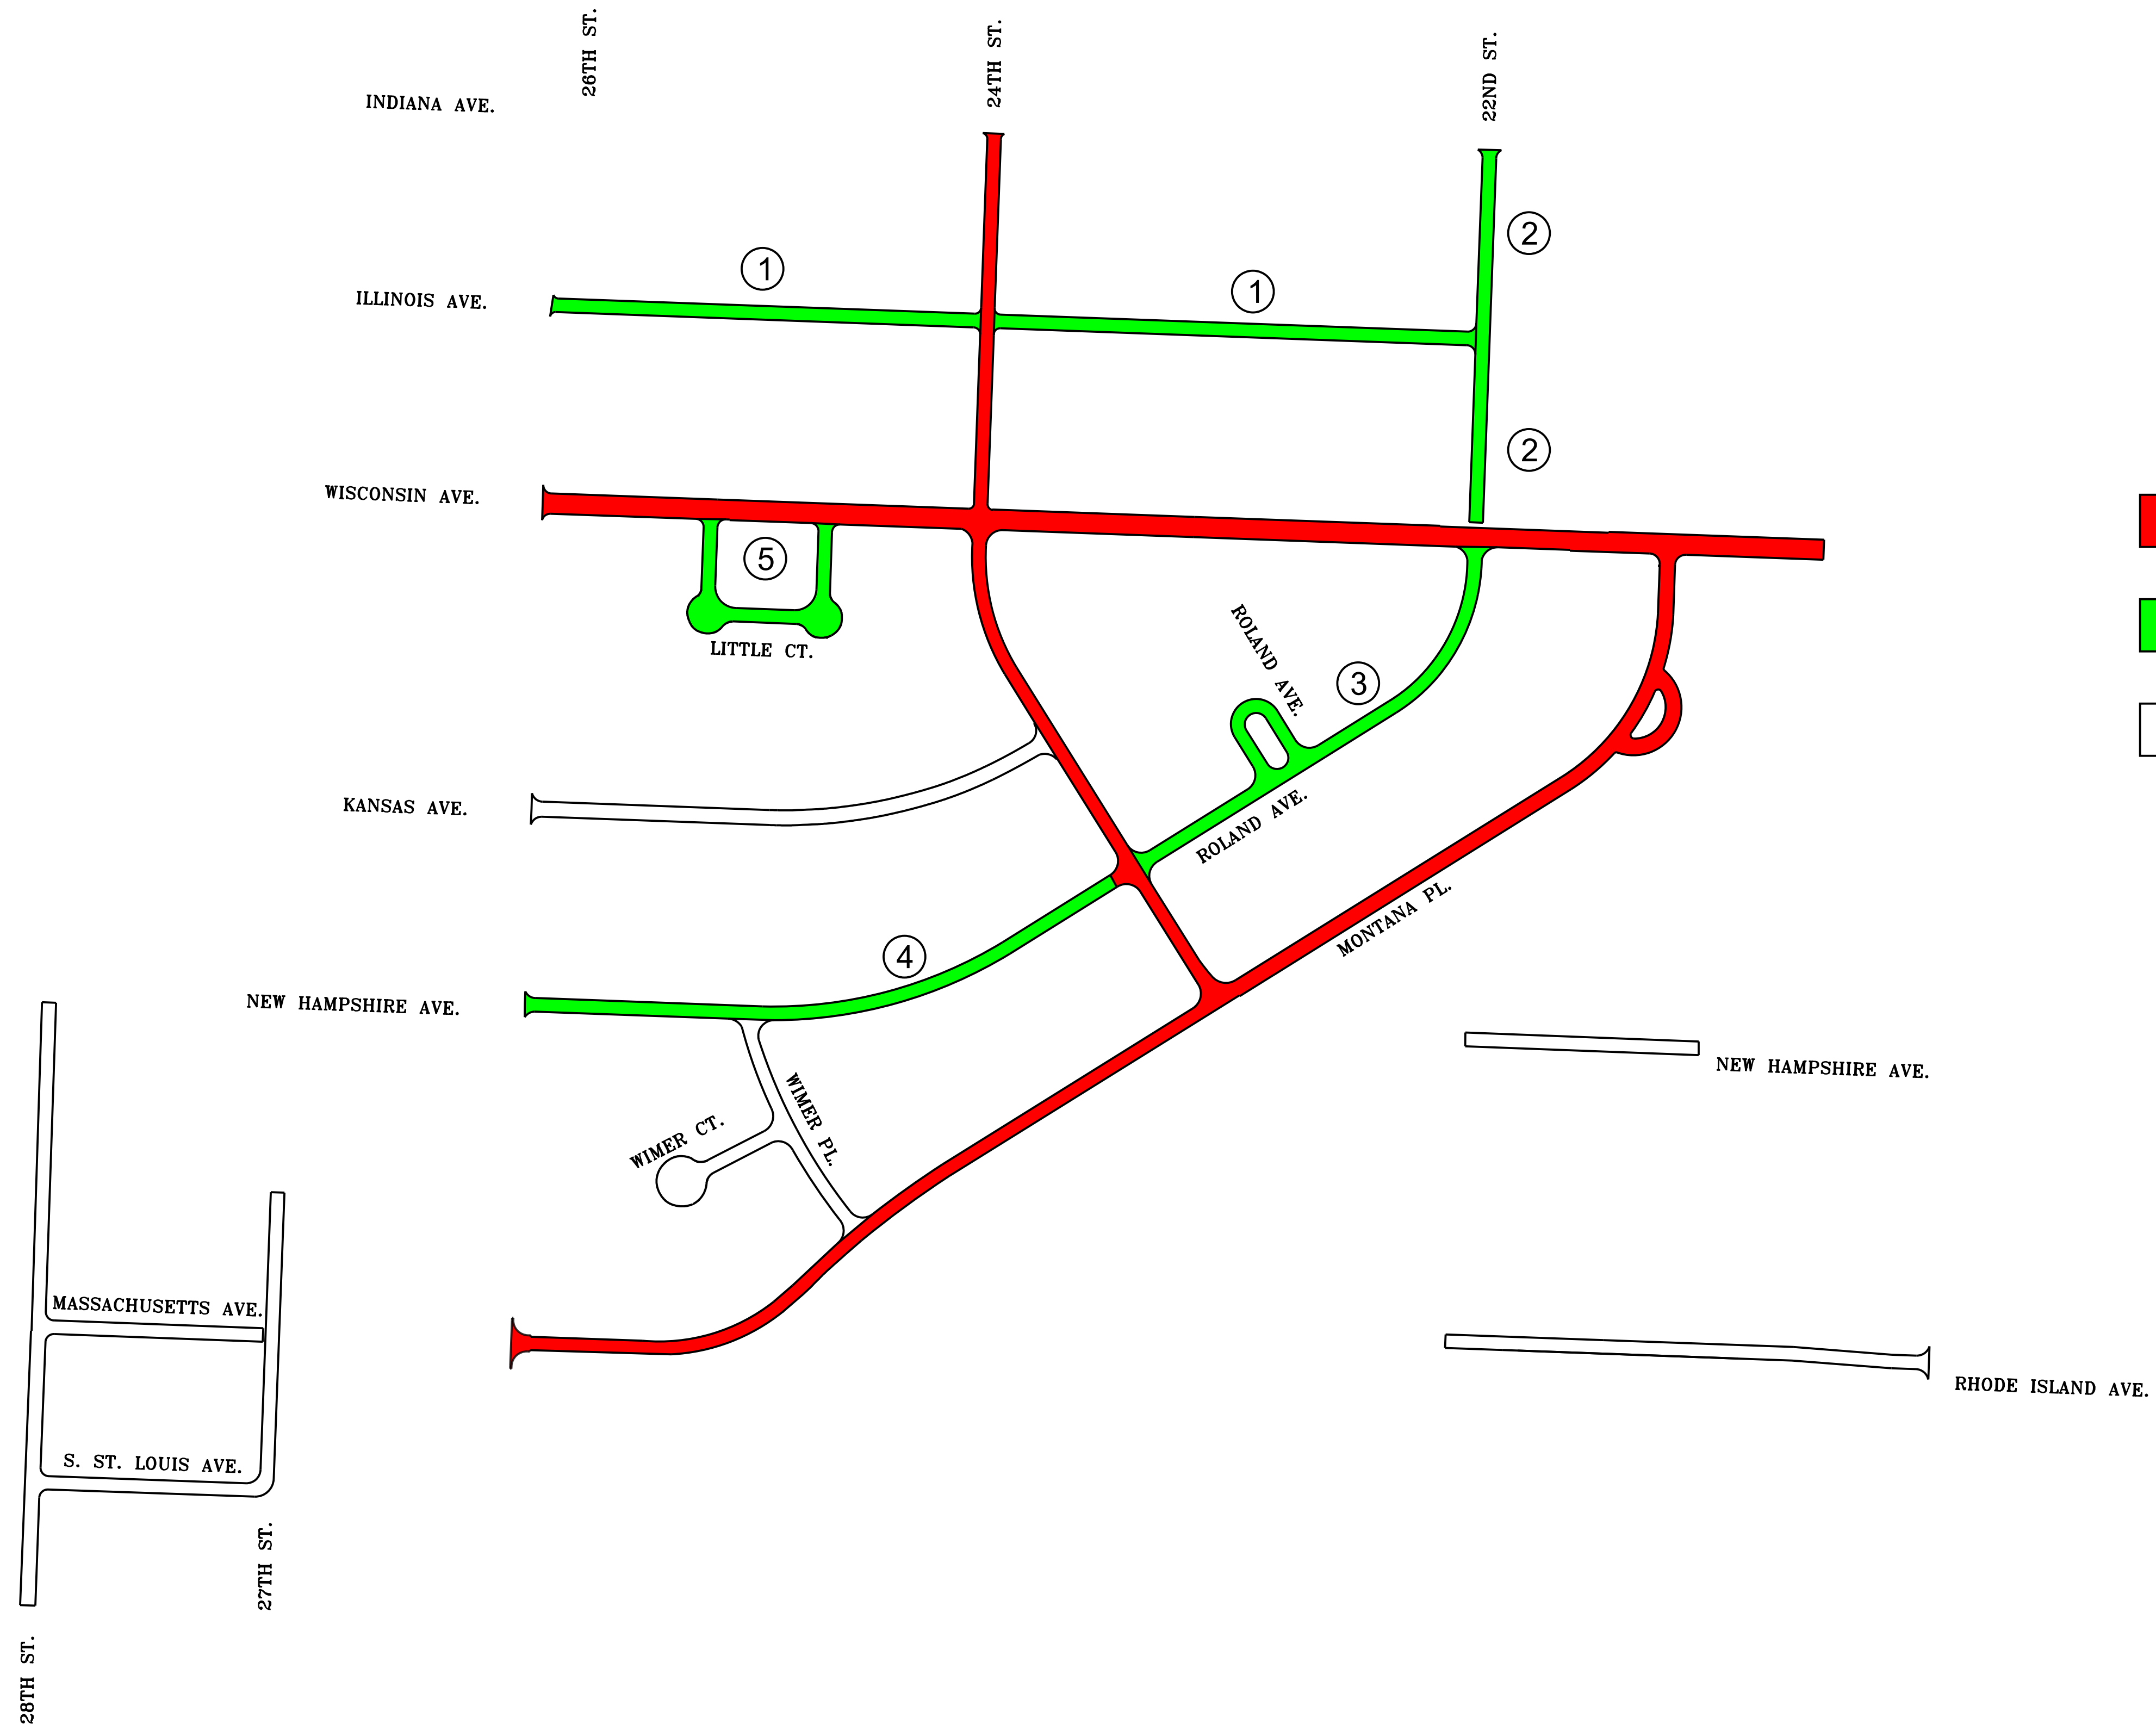 26TH ST.
24TH ST.
22ND ST.
INDIANA AVE.
2
1
1
ILLINOIS AVE.
2
WISCONSIN AVE.
5
LITTLE CT.
ROLAND AVE.
3
KANSAS AVE.
ROLAND AVE.
MONTANA PL.
4
NEW HAMPSHIRE AVE.
NEW HAMPSHIRE AVE.
WIMER PL.
WIMER CT.
MASSACHUSETTS AVE.
RHODE ISLAND AVE.
S. ST. LOUIS AVE.
27TH ST.
28TH ST.